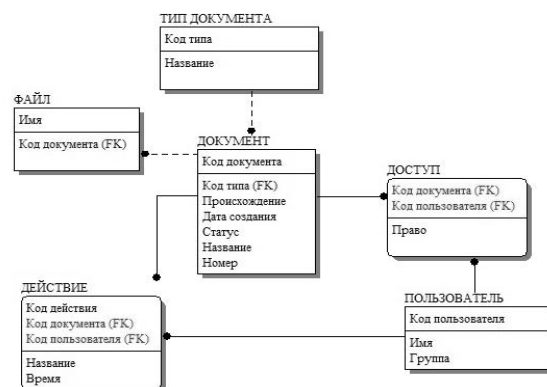 ТИП ДОКУМЕНТА
Код типа
Название
ФАЙЛ
Имя
Код документа (FK)
ДОКУМЕНТ
Код документа
Код типа (FK)
Происхождение
Дата создания
Статус
Название
Номер
ДОСТУП
Код документа (FK)
Код пользователя (FK)
Право
ДЕЙСТВИЕ
Код действия
Код документа (FK)
Код пользователя (FK)
Название
Время
ПОЛЬЗОВАТЕЛЬ
Код пользователя
Имя
Группа